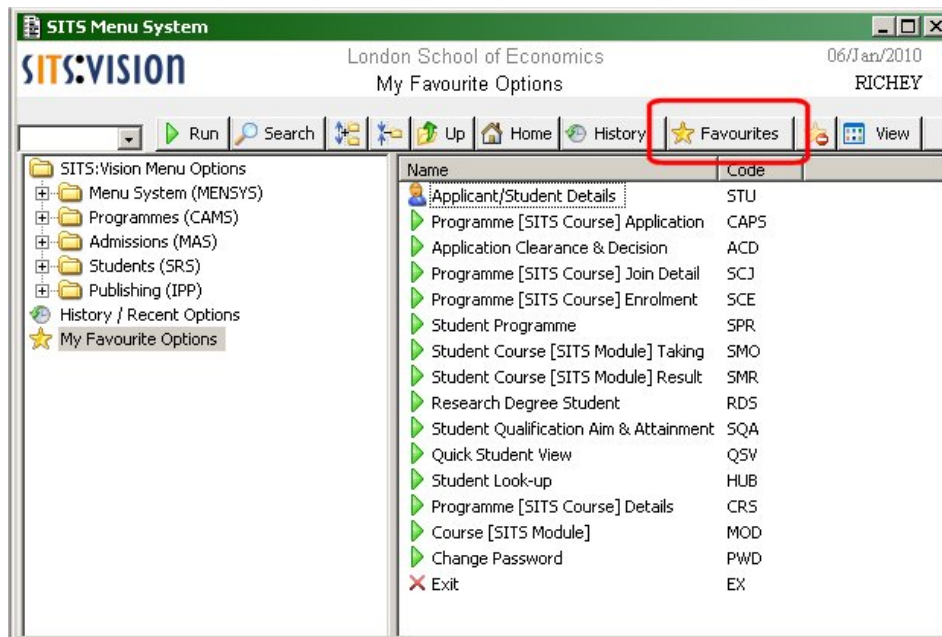 SITS Menu System
SITS:VISION
London School of Economics
My Favourite Options
06/Jan/2010
RICHEY
Run Search Up Home History Favourites View
SITS:Vision Menu Options
Menu System (MENSYS)
Programmes (CAMS)
Admissions (MAS)
Students (SRS)
Publishing (IPP)
History / Recent Options
My Favourite Options
Name Code
Applicant/Student Details STU
Programme [SITS Course] Application CAPS
Application Clearance & Decision ACD
Programme [SITS Course] Join Detail SCJ
Programme [SITS Course] Enrolment SCE
Student Programme SPR
Student Course [SITS Module] Taking SMO
Student Course [SITS Module] Result SMR
Research Degree Student RDS
Student Qualification Aim & Attainment SQA
Quick Student View QSV
Student Look-up HUB
Programme [SITS Course] Details CRS
Course [SITS Module] MOD
Change Password PWD
Exit EX